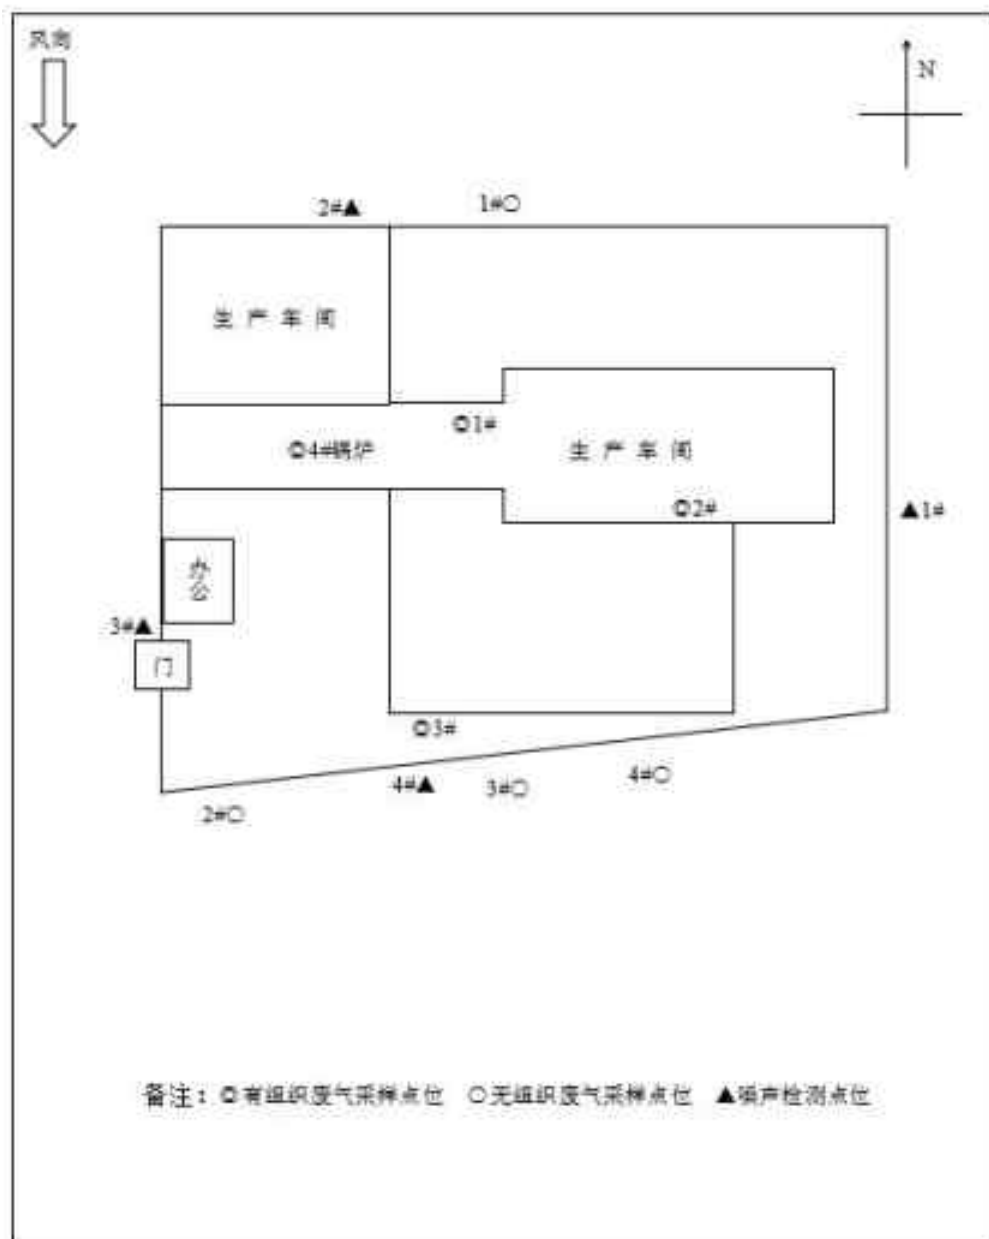 风向
N
2#▲
1#○
生产车间
◎1#
◎4#锅炉
生产车间
◎2#
▲1#
办公
3#▲
门
◎3#
4#▲
3#○
4#○
2#○
备注：◎有组织废气采样点位 ○无组织废气采样点位 ▲噪声检测点位